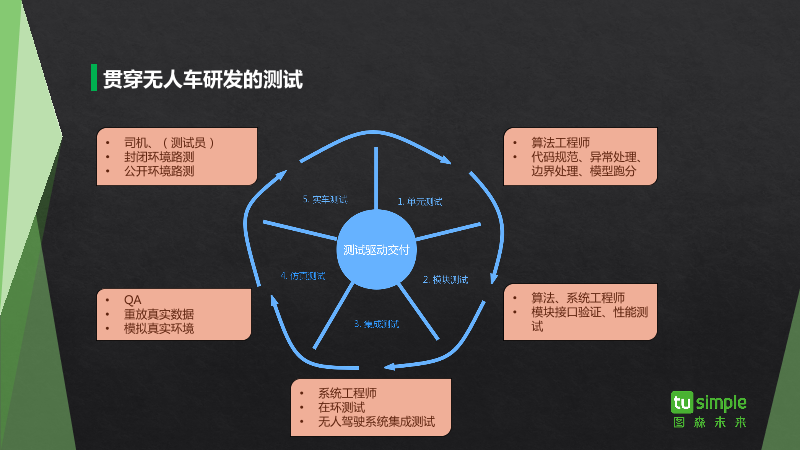 贯穿无人车研发的测试
• 司机、（测试员）
• 封闭环境路测
• 公开环境路测
• 算法工程师
• 代码规范、异常处理、
边界处理、模型跑分
5. 实车测试
1. 单元测试
测试驱动交付
4. 仿真测试
2. 模块测试
3. 集成测试
• QA
• 重放真实数据
• 模拟真实环境
• 算法、系统工程师
• 模块接口验证、性能测
试
• 系统工程师
• 在环测试
• 无人驾驶系统集成测试
tusimple
图森未来